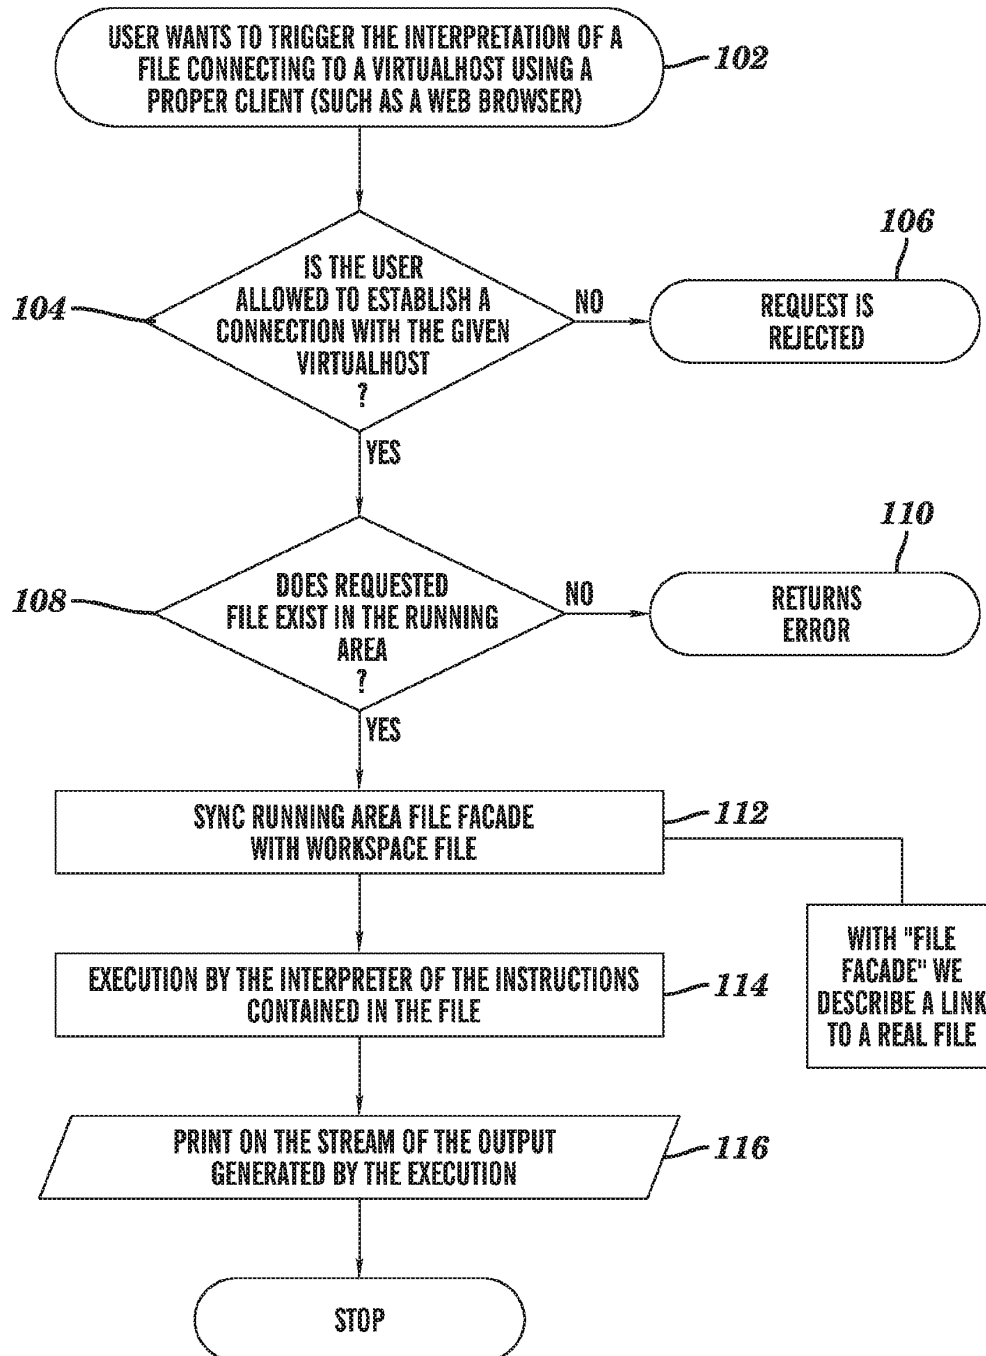 USER WANTS TO TRIGGER THE INTERPRETATION OF A
FILE CONNECTING TO A VIRTUALHOST USING A
PROPER CLIENT (SUCH AS A WEB BROWSER)
102
IS THE USER
ALLOWED TO ESTABLISH A
CONNECTION WITH THE GIVEN
VIRTUALHOST
?
104
NO
106
REQUEST IS
REJECTED
YES
DOES REQUESTED
FILE EXIST IN THE RUNNING
AREA
?
108
NO
110
RETURNS
ERROR
YES
SYNC RUNNING AREA FILE FACADE
WITH WORKSPACE FILE
112
WITH "FILE
FACADE" WE
DESCRIBE A LINK
TO A REAL FILE
EXECUTION BY THE INTERPRETER OF THE INSTRUCTIONS
CONTAINED IN THE FILE
114
PRINT ON THE STREAM OF THE OUTPUT
GENERATED BY THE EXECUTION
116
STOP